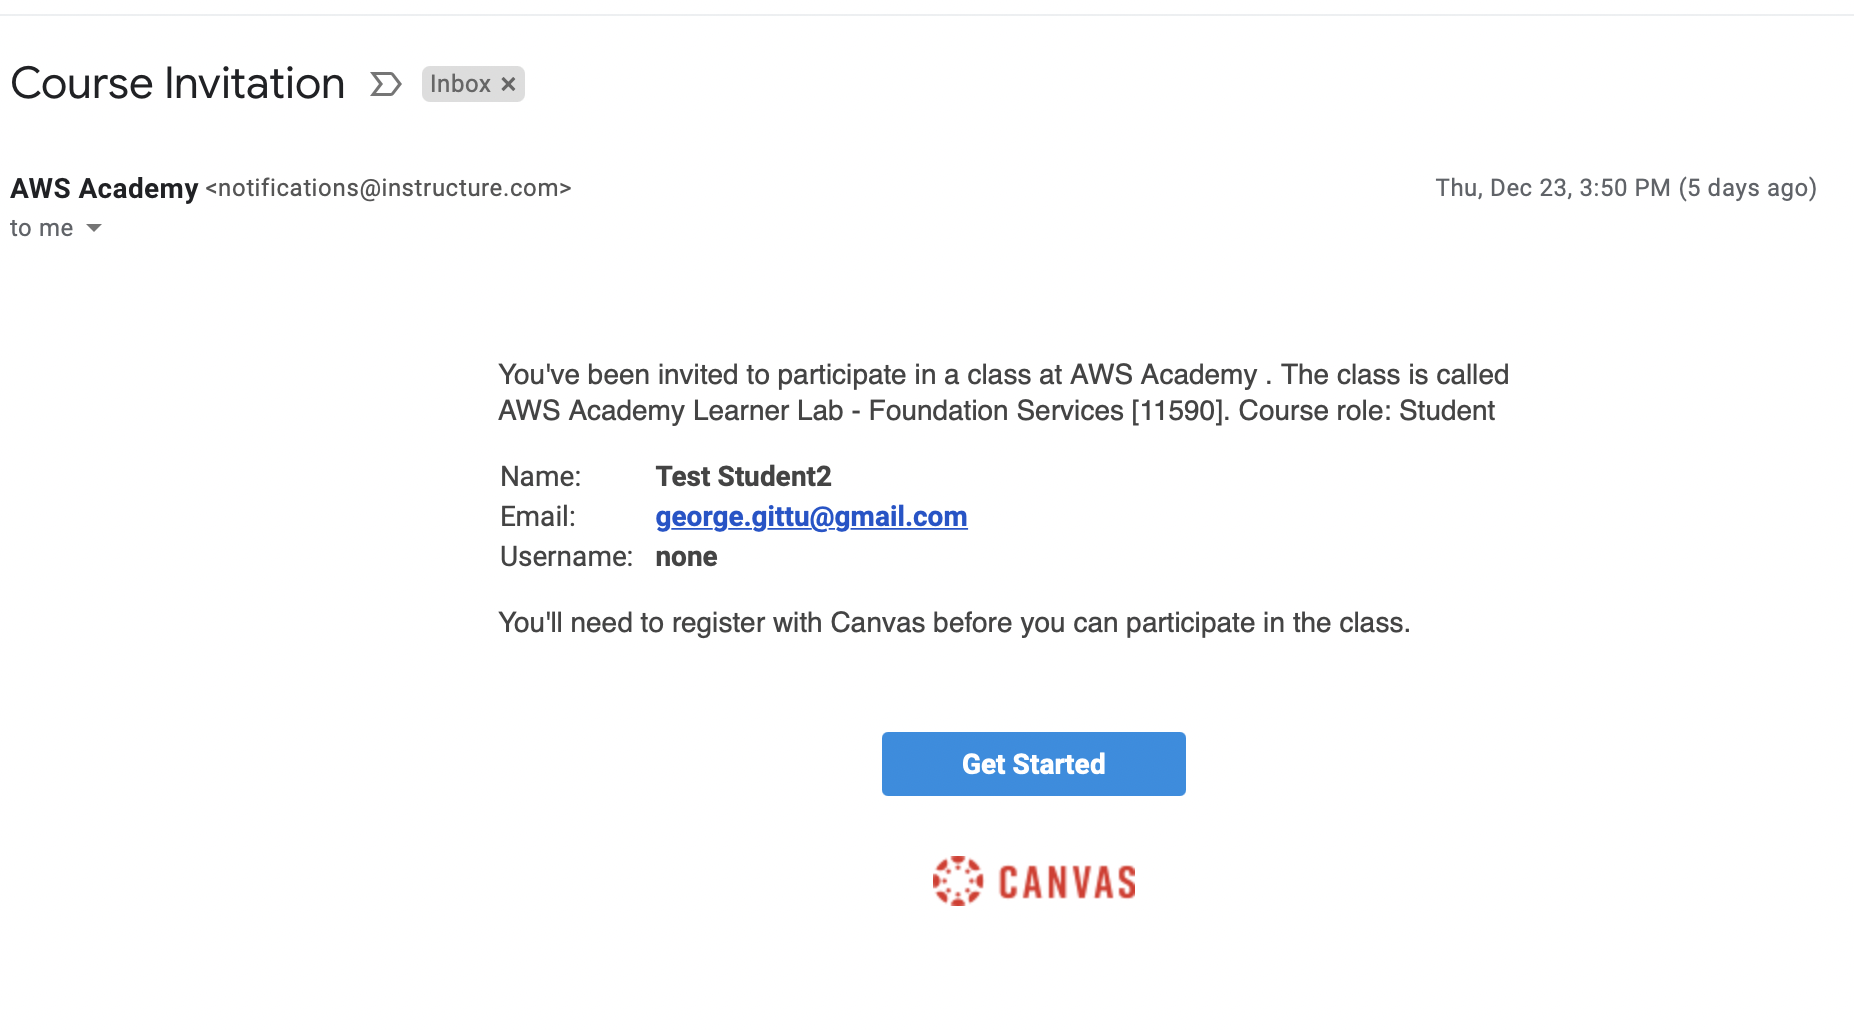 Course Invitation Inbox ×
AWS Academy <notifications@instructure.com> Thu, Dec 23, 3:50 PM (5 days ago)
to me
You've been invited to participate in a class at AWS Academy . The class is called
AWS Academy Learner Lab - Foundation Services [11590]. Course role: Student
Name: Test Student2
Email: george.gittu@gmail.com
Username: none
You'll need to register with Canvas before you can participate in the class.
Get Started
CANVAS